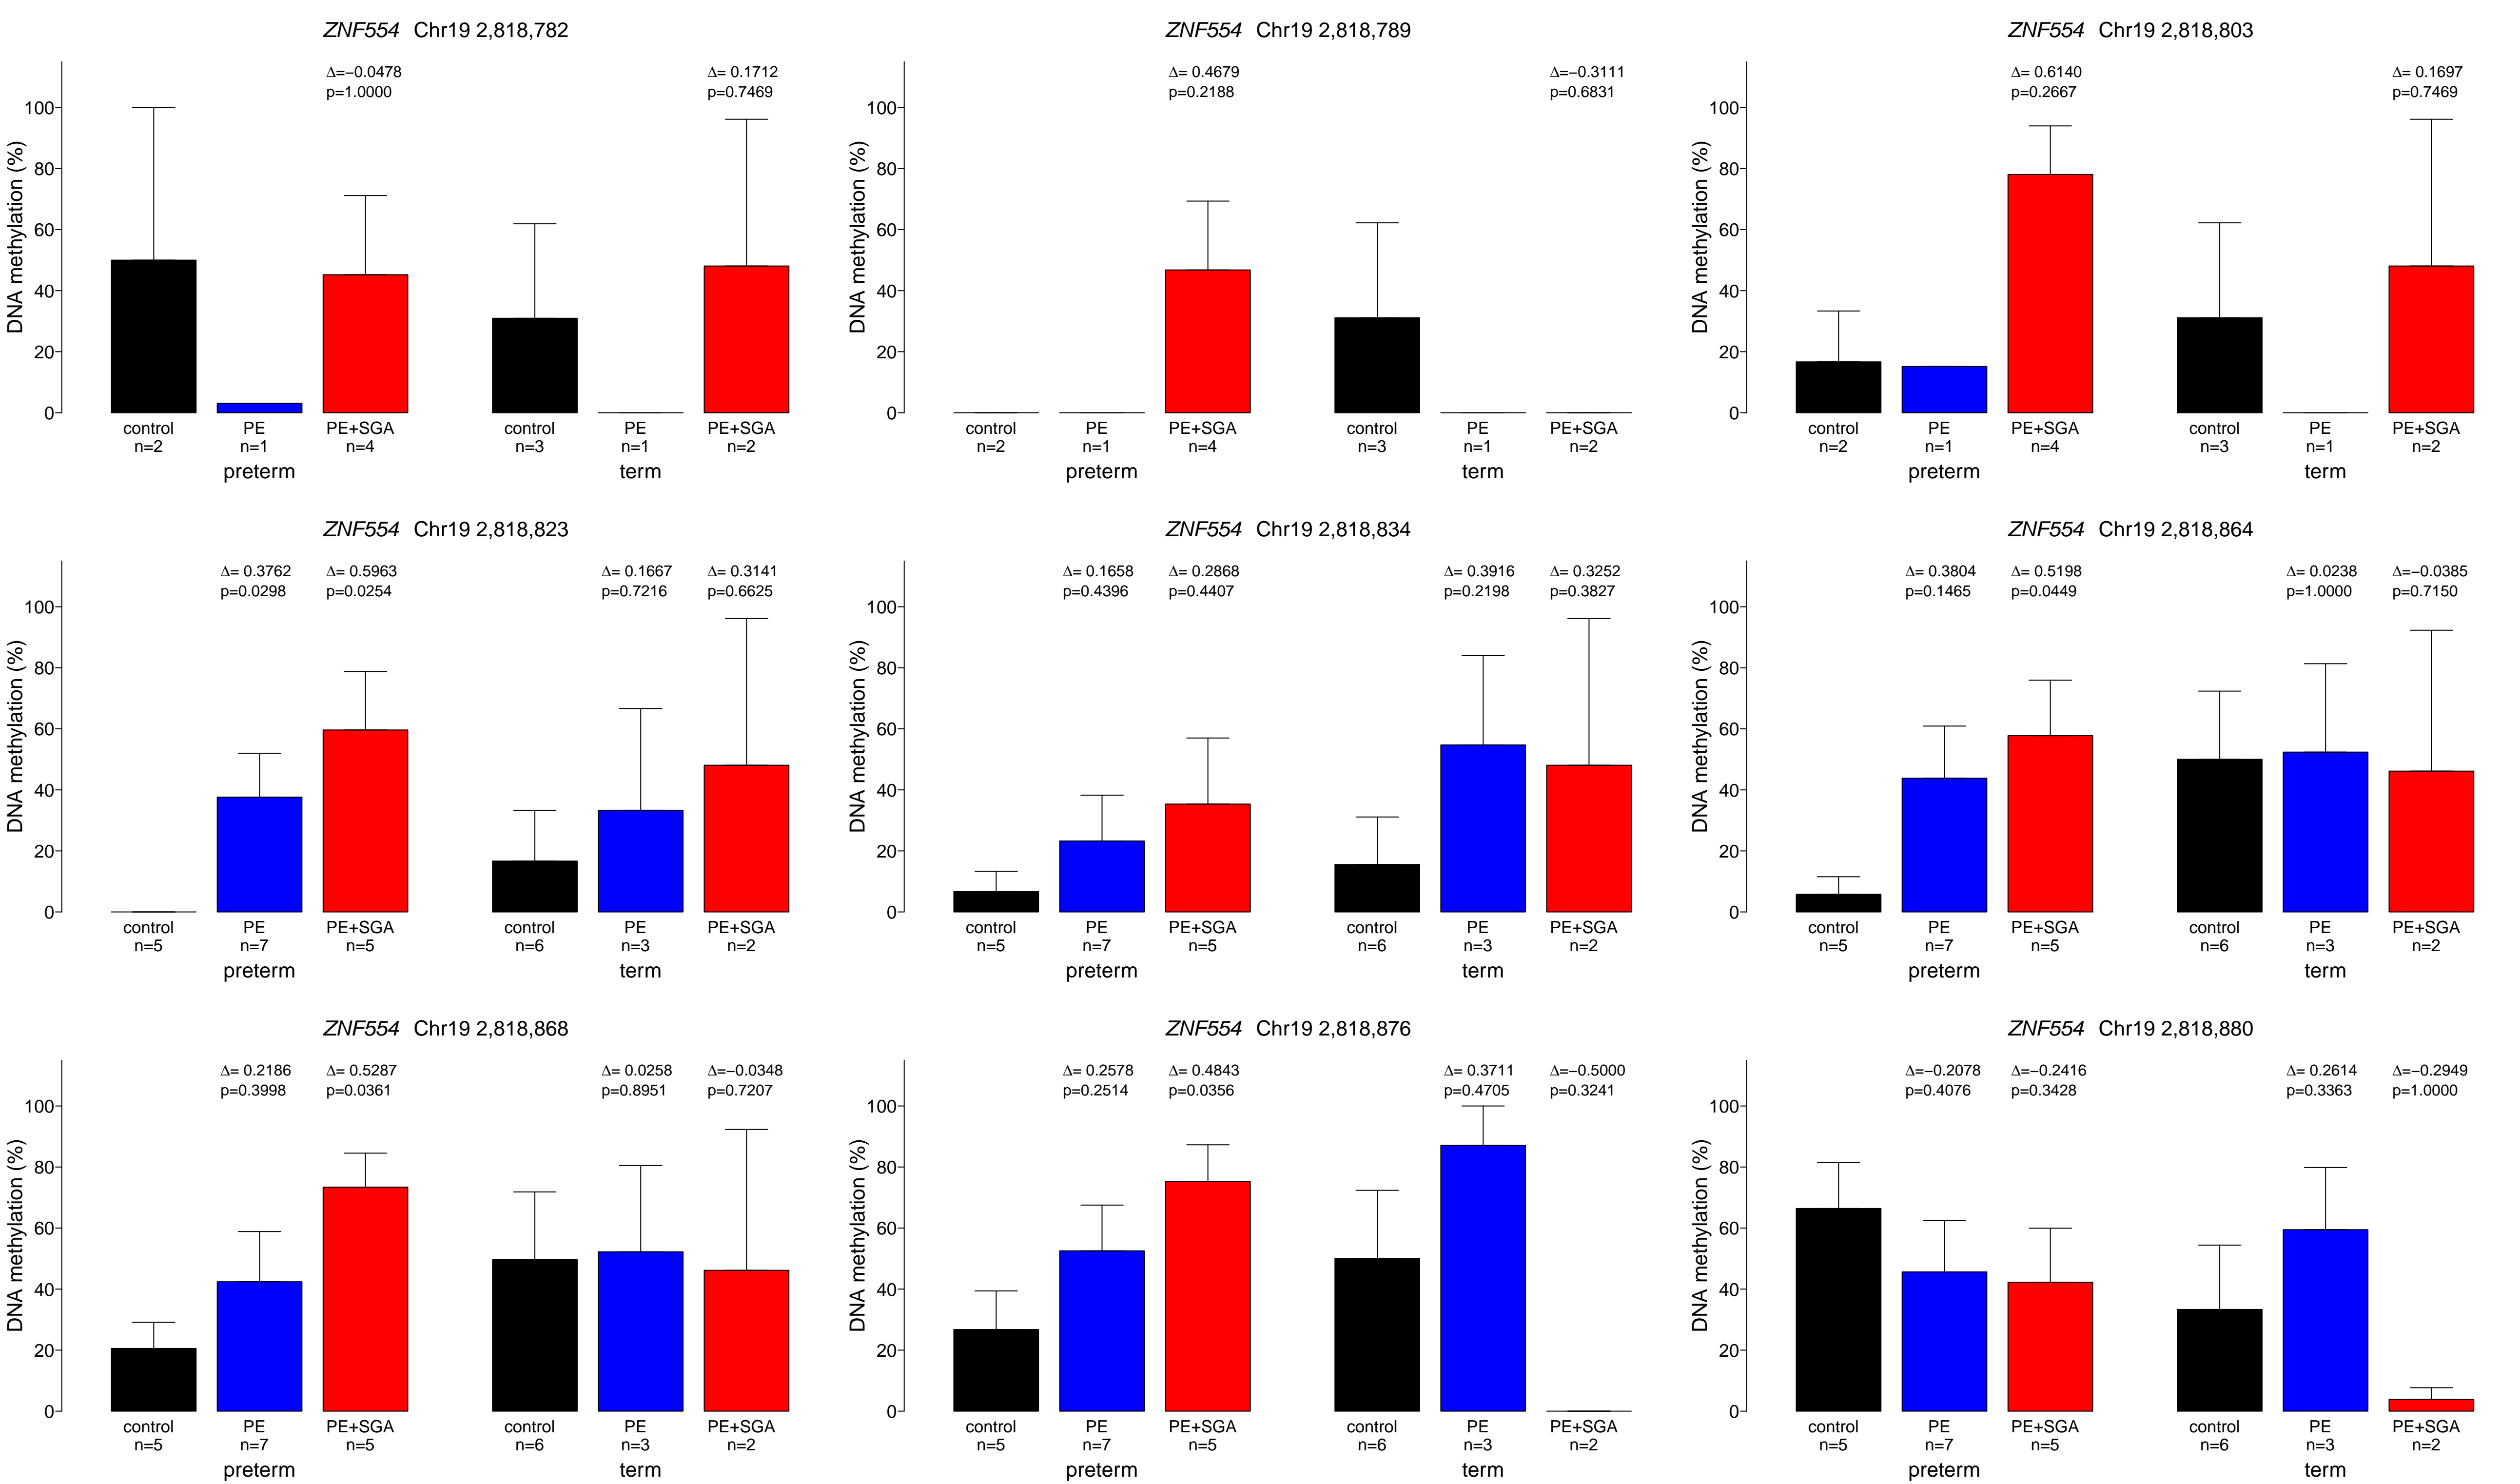 ZNF554 Chr19 2,818,782
Δ=−0.0478 Δ= 0.1712
p=1.0000 p=0.7469
100
80
60
40
20
0
DNA methylation (%)
control PE PE+SGA control PE PE+SGA
n=2 n=1 n=4 n=3 n=1 n=2
preterm term
ZNF554 Chr19 2,818,789
Δ= 0.4679 Δ=−0.3111
p=0.2188 p=0.6831
100
80
60
40
20
0
DNA methylation (%)
control PE PE+SGA control PE PE+SGA
n=2 n=1 n=4 n=3 n=1 n=2
preterm term
ZNF554 Chr19 2,818,803
Δ= 0.6140 Δ= 0.1697
p=0.2667 p=0.7469
100
80
60
40
20
0
DNA methylation (%)
control PE PE+SGA control PE PE+SGA
n=2 n=1 n=4 n=3 n=1 n=2
preterm term
ZNF554 Chr19 2,818,823
Δ= 0.3762 Δ= 0.5963 Δ= 0.1667 Δ= 0.3141
p=0.0298 p=0.0254 p=0.7216 p=0.6625
100
80
60
40
20
0
DNA methylation (%)
control PE PE+SGA control PE PE+SGA
n=5 n=7 n=5 n=6 n=3 n=2
preterm term
ZNF554 Chr19 2,818,834
Δ= 0.1658 Δ= 0.2868 Δ= 0.3916 Δ= 0.3252
p=0.4396 p=0.4407 p=0.2198 p=0.3827
100
80
60
40
20
0
DNA methylation (%)
control PE PE+SGA control PE PE+SGA
n=5 n=7 n=5 n=6 n=3 n=2
preterm term
ZNF554 Chr19 2,818,864
Δ= 0.3804 Δ= 0.5198 Δ= 0.0238 Δ=−0.0385
p=0.1465 p=0.0449 p=1.0000 p=0.7150
100
80
60
40
20
0
DNA methylation (%)
control PE PE+SGA control PE PE+SGA
n=5 n=7 n=5 n=6 n=3 n=2
preterm term
ZNF554 Chr19 2,818,868
Δ= 0.2186 Δ= 0.5287 Δ= 0.0258 Δ=−0.0348
p=0.3998 p=0.0361 p=0.8951 p=0.7207
100
80
60
40
20
0
DNA methylation (%)
control PE PE+SGA control PE PE+SGA
n=5 n=7 n=5 n=6 n=3 n=2
preterm term
ZNF554 Chr19 2,818,876
Δ= 0.2578 Δ= 0.4843 Δ= 0.3711 Δ=−0.5000
p=0.2514 p=0.0356 p=0.4705 p=0.3241
100
80
60
40
20
0
DNA methylation (%)
control PE PE+SGA control PE PE+SGA
n=5 n=7 n=5 n=6 n=3 n=2
preterm term
ZNF554 Chr19 2,818,880
Δ=−0.2078 Δ=−0.2416 Δ= 0.2614 Δ=−0.2949
p=0.4076 p=0.3428 p=0.3363 p=1.0000
100
80
60
40
20
0
DNA methylation (%)
control PE PE+SGA control PE PE+SGA
n=5 n=7 n=5 n=6 n=3 n=2
preterm term